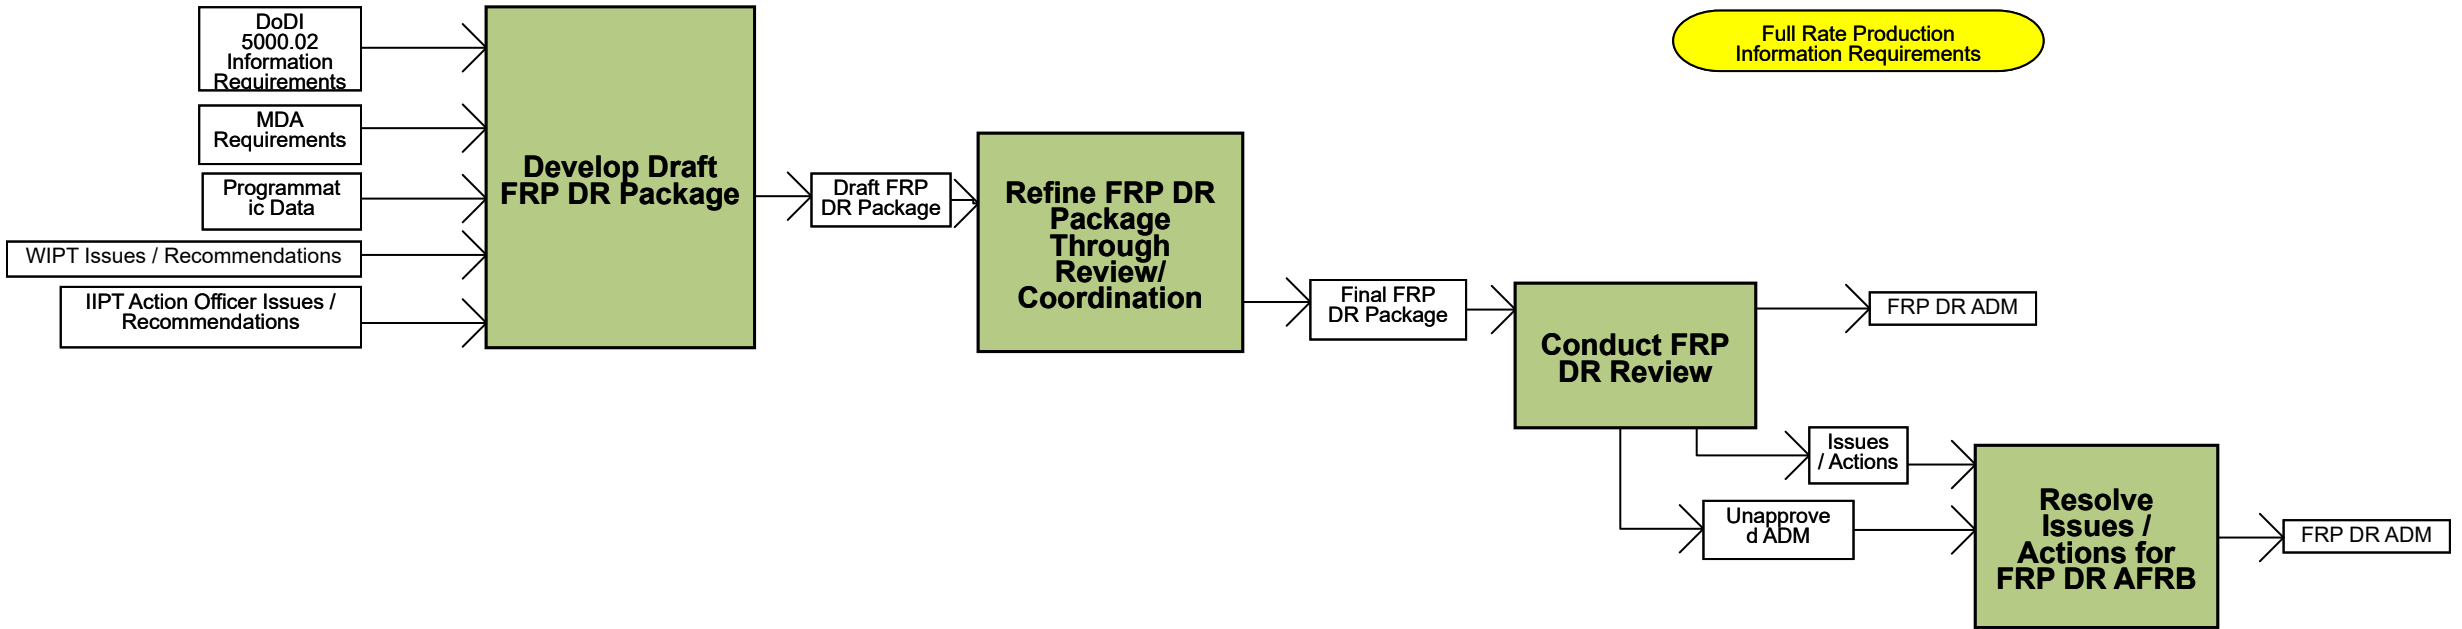 DoDI
5000.02
Information
Requirements
MDA
Requirements
Programmat
ic Data
WIPT Issues / Recommendations
IIPT Action Officer Issues /
Recommendations
Develop Draft
FRP DR Package
Draft FRP
DR Package
Refine FRP DR
Package
Through
Review/
Coordination
Final FRP
DR Package
Full Rate Production
Information Requirements
Conduct FRP
DR Review
FRP DR ADM
Issues
/ Actions
Unapprove
d ADM
Resolve
Issues /
Actions for
FRP DR AFRB
FRP DR ADM